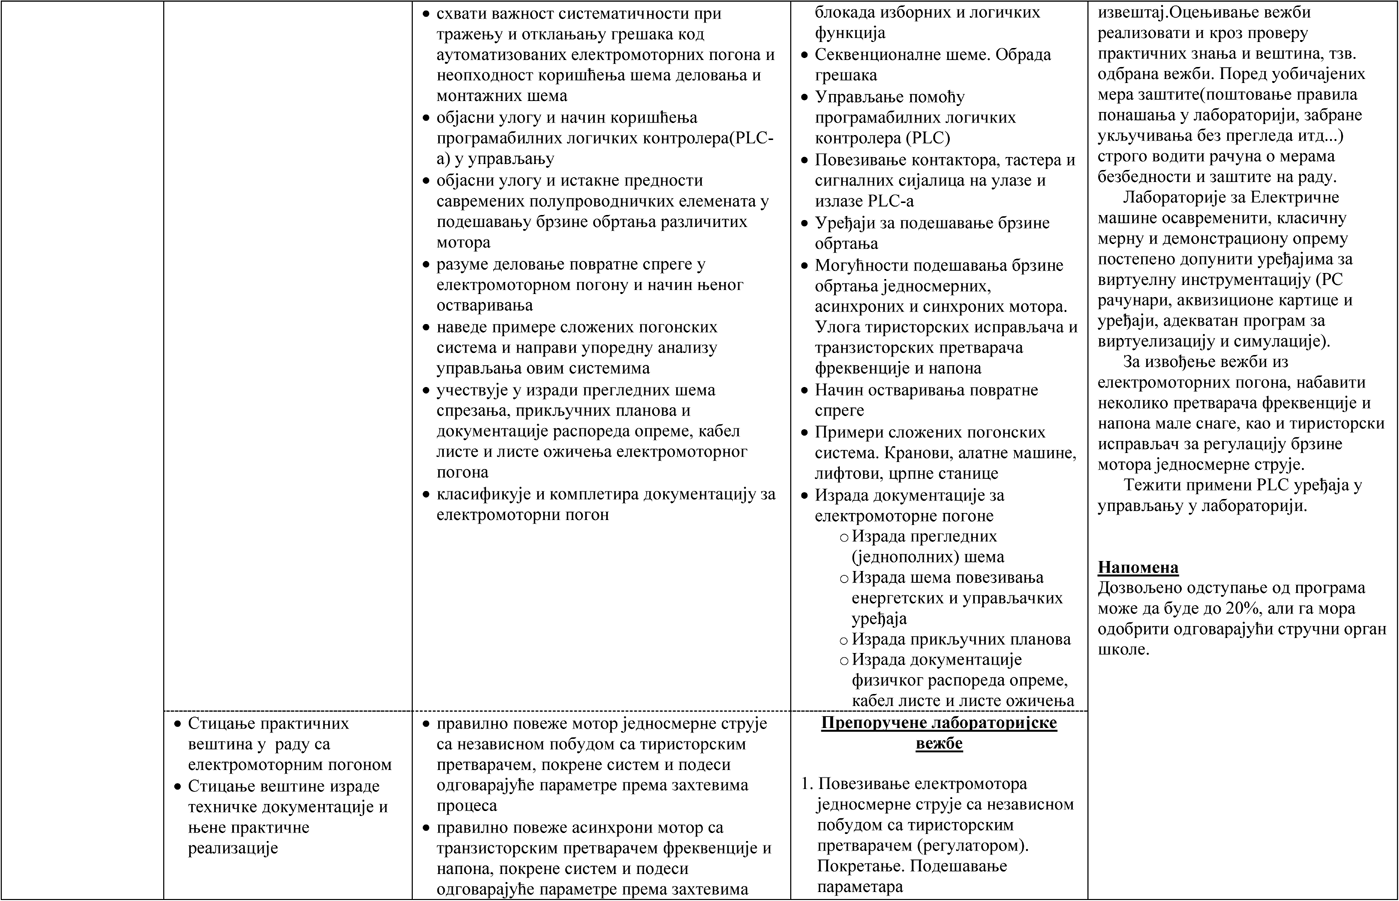 • схвати важност систематичности при
тражењу и отклањању грешака код
аутоматизованих електромоторних погона и
неопходност коришћења шема деловања и
монтажних шема
• објасни улогу и начин коришћења
програмабилних логичких контролера(PLC-
а) у управљању
• објасни улогу и истакне предности
савремених полупроводничких елемената у
подешавању брзине обртања различитих
мотора
• разуме деловање повратне спреге у
електромоторном погону и начин њеног
остваривања
• наведе примере сложених погонских
система и направи упоредну анализу
управљања овим системима
• учествује у изради прегледних шема
спрезања, прикључних планова и
документације распореда опреме, кабел
листе и листе ожичења електромоторног
погона
• класификује и комплетира документацију за
електромоторни погон
блокада изборних и логичких
функција
• Секвенционалне шеме. Обрада
грешака
• Управљање помоћу
програмабилних логичких
контролера (PLC)
• Повезивање контактора, тастера и
сигналних сијалица на улазе и
излазе PLC-а
• Уређаји за подешавање брзине
обртања
• Могућности подешавања брзине
обртања једносмерних,
асинхроних и синхроних мотора.
Улога тиристорских исправљача и
транзисторских претварача
фреквенције и напона
• Начин остваривања повратне
спреге
• Примери сложених погонских
система. Кранови, алатне машине,
лифтови, црпне станице
• Израда документације за
електромоторне погоне
o Израда прегледних
(једнополних) шема
o Израда шема повезивања
енергетских и управљачких
уређаја
o Израда прикључних планова
o Израда документације
физичког распореда опреме,
кабел листе и листе ожичења
извештај.Оцењивање вежби
реализовати и кроз проверу
практичних знања и вештина, тзв.
одбрана вежби. Поред уобичајених
мера заштите(поштовање правила
понашања у лабораторији, забране
укључивања без прегледа итд...)
строго водити рачуна о мерама
безбедности и заштите на раду.
Лабораторије за Електричне
машине осавременити, класичну
мерну и демонстрациону опрему
постепено допунити уређајима за
виртуелну инструментацију (PC
рачунари, аквизиционе картице и
уређаји, адекватан програм за
виртуелизацију и симулације).
За извођење вежби из
електромоторних погона, набавити
неколико претварача фреквенције и
напона мале снаге, као и тиристорски
исправљач за регулацију брзине
мотора једносмерне струје.
Тежити примени PLC уређаја у
управљању у лабораторији.
Напомена
Дозвољено одступање од програма
може да буде до 20%, али га мора
одобрити одговарајући стручни орган
школе.
• Стицање практичних
вештина у раду са
електромоторним погоном
• Стицање вештине израде
техничке документације и
њене практичне
реализације
• правилно повеже мотор једносмерне струје
са независном побудом са тиристорским
претварачем, покрене систем и подеси
одговарајуће параметре према захтевима
процеса
• правилно повеже асинхрони мотор са
транзисторским претварачем фреквенције и
напона, покрене систем и подеси
одговарајуће параметре према захтевима
Препоручене лабораторијске
вежбе
1. Повезивање електромотора
једносмерне струје са независном
побудом са тиристорским
претварачем (регулатором).
Покретање. Подешавање
параметара